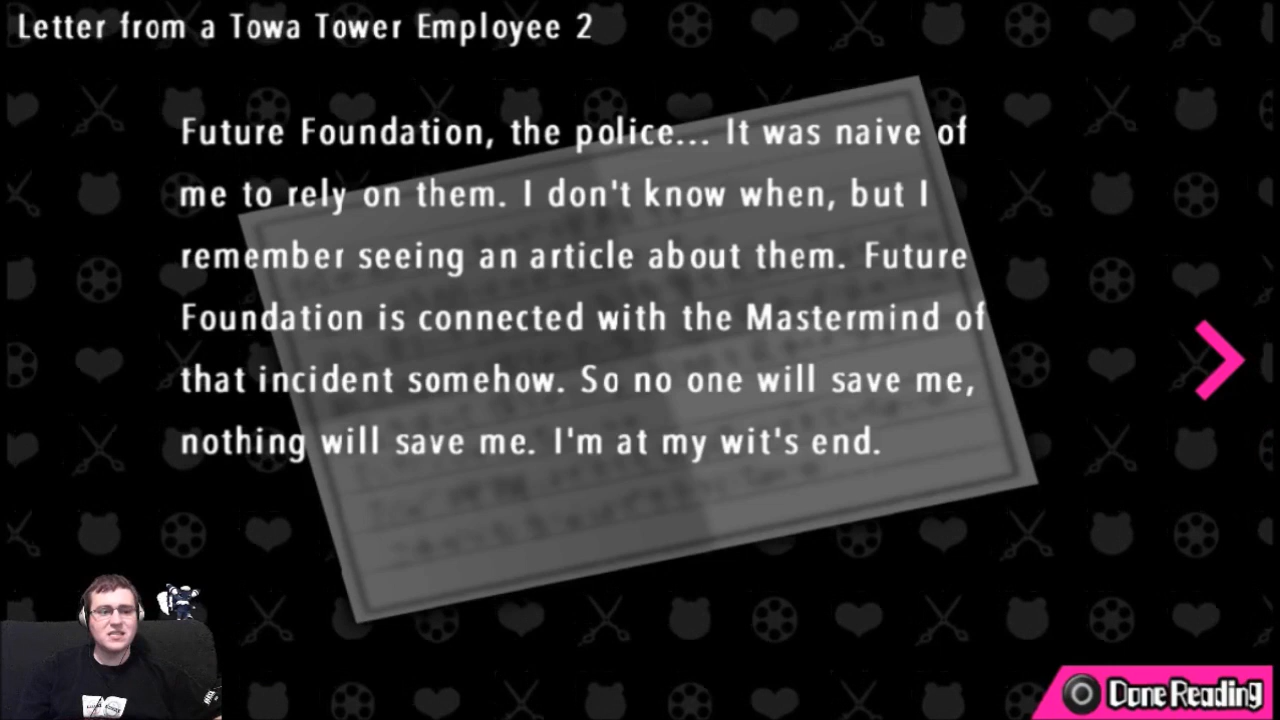 Letter from a Towa Tower Employee 2
Future Foundation, the police... It was naive of
me to rely on them. I don't know when, but I
remember seeing an article about them. Future
Foundation is connected with the Mastermind of
that incident somehow. So no one will save me,
nothing will save me. I'm at my wit's end.
Done Reading